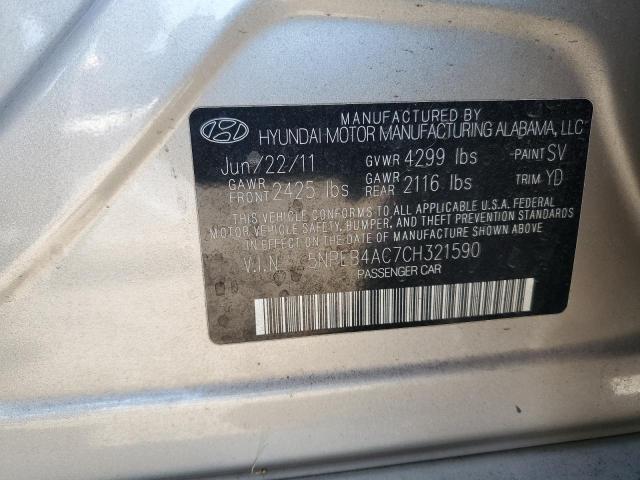 MANUFACTURED BY
HYUNDAI MOTOR MANUFACTURING ALABAMA, LLC
Jun/22/11 GVWR 4299 lbs PAINT SV
GAWR FRONT 2425 lbs GAWR REAR 2116 lbs TRIM YD
THIS VEHICLE CONFORMS TO ALL APPLICABLE U.S.A. FEDERAL
MOTOR VEHICLE SAFETY, BUMPER, AND THEFT PREVENTION STANDARDS
IN EFFECT ON THE DATE OF MANUFACTURE SHOWN ABOVE.
V.I.N. 5NPEB4AC7CH321590
PASSENGER CAR